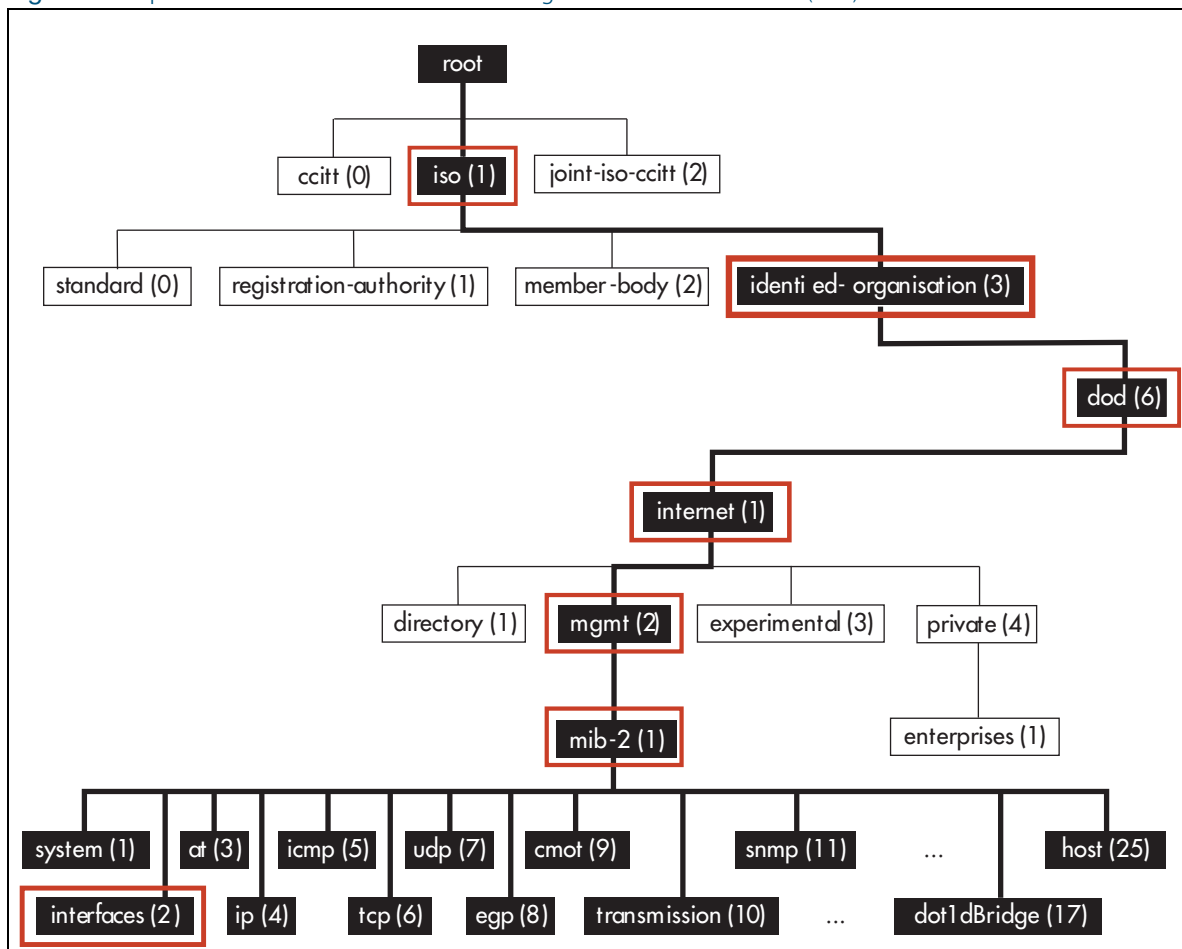 root
ccitt (0)
iso (1)
joint-iso-ccitt (2)
standard (0)
registration-authority (1)
member-body (2)
identi ed- organisation (3)
dod (6)
internet (1)
directory (1)
mgmt (2)
experimental (3)
private (4)
mib-2 (1)
enterprises (1)
system (1)
at (3)
icmp (5)
udp (7)
cmot (9)
snmp (11)
...
host (25)
interfaces (2)
ip (4)
tcp (6)
egp (8)
transmission (10)
...
dot1dBridge (17)